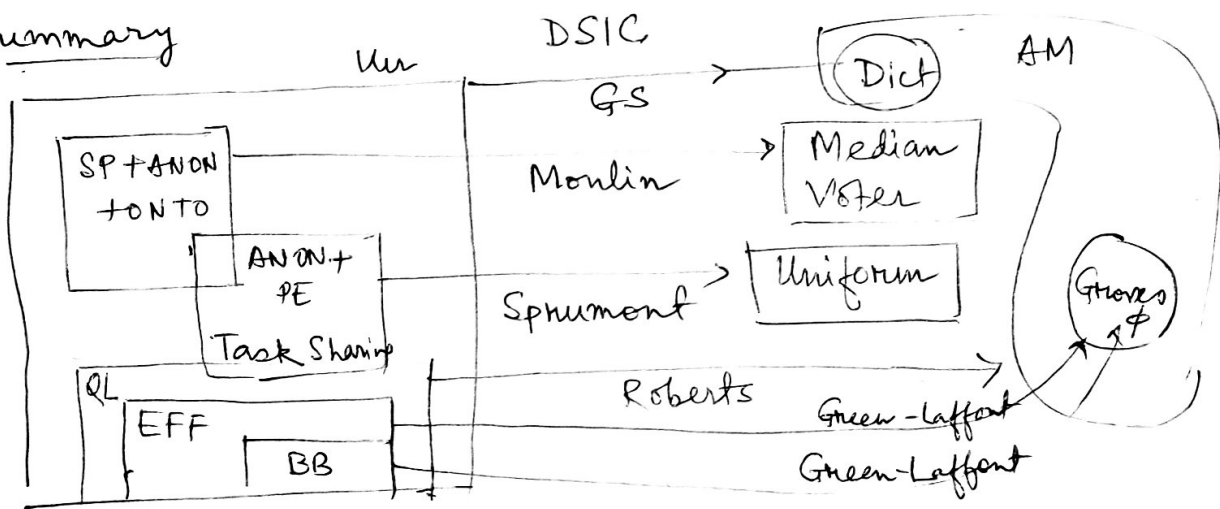 ummary
DSIC
AM
Unr
GS
Dict
SP + ANON
+ONTO
Moulin
Median
Voter
ANON+
PE
Task Sharing
Sprumont
Uniform
Groves
φ
QL
EFF
BB
Roberts
Green-Laffont
Green-Laffont